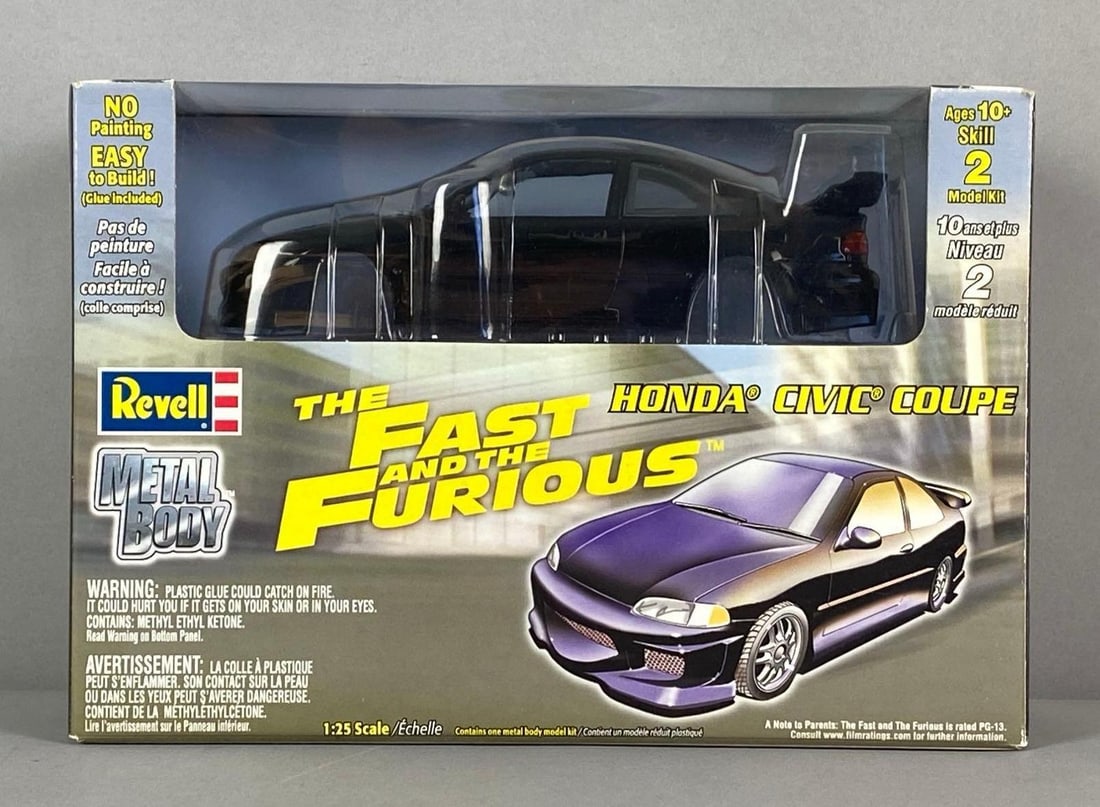 NO
Painting
EASY
to Build!
(Glue Included)
Pas de
peinture
Facile à
construire!
(colle comprise)
Ages 10+
Skill
2
Model Kit
10 ans et plus
Niveau
2
modèle réduit
Revell®
METAL
BODY™
THE
FAST
AND THE
FURIOUS™
HONDA® CIVIC® COUPE
WARNING: PLASTIC GLUE COULD CATCH ON FIRE.
IT COULD HURT YOU IF IT GETS ON YOUR SKIN OR IN YOUR EYES.
CONTAINS: METHYL ETHYL KETONE.
Read Warning on Bottom Panel.
AVERTISSEMENT: LA COLLE À PLASTIQUE
PEUT S'ENFLAMMER. SON CONTACT SUR LA PEAU
OU DANS LES YEUX PEUT S'AVERER DANGEREUSE.
CONTIENT DE LA MÉTHYLÉTHYLCÉTONE.
Lire l'avertissement sur le Panneau inférieur.
1:25 Scale /Échelle
Contains one metal body model kit / Contient un modèle réduit plastiqué
A Note to Parents: The Fast and The Furious is rated PG-13.
Consult www.filmratings.com for further information.